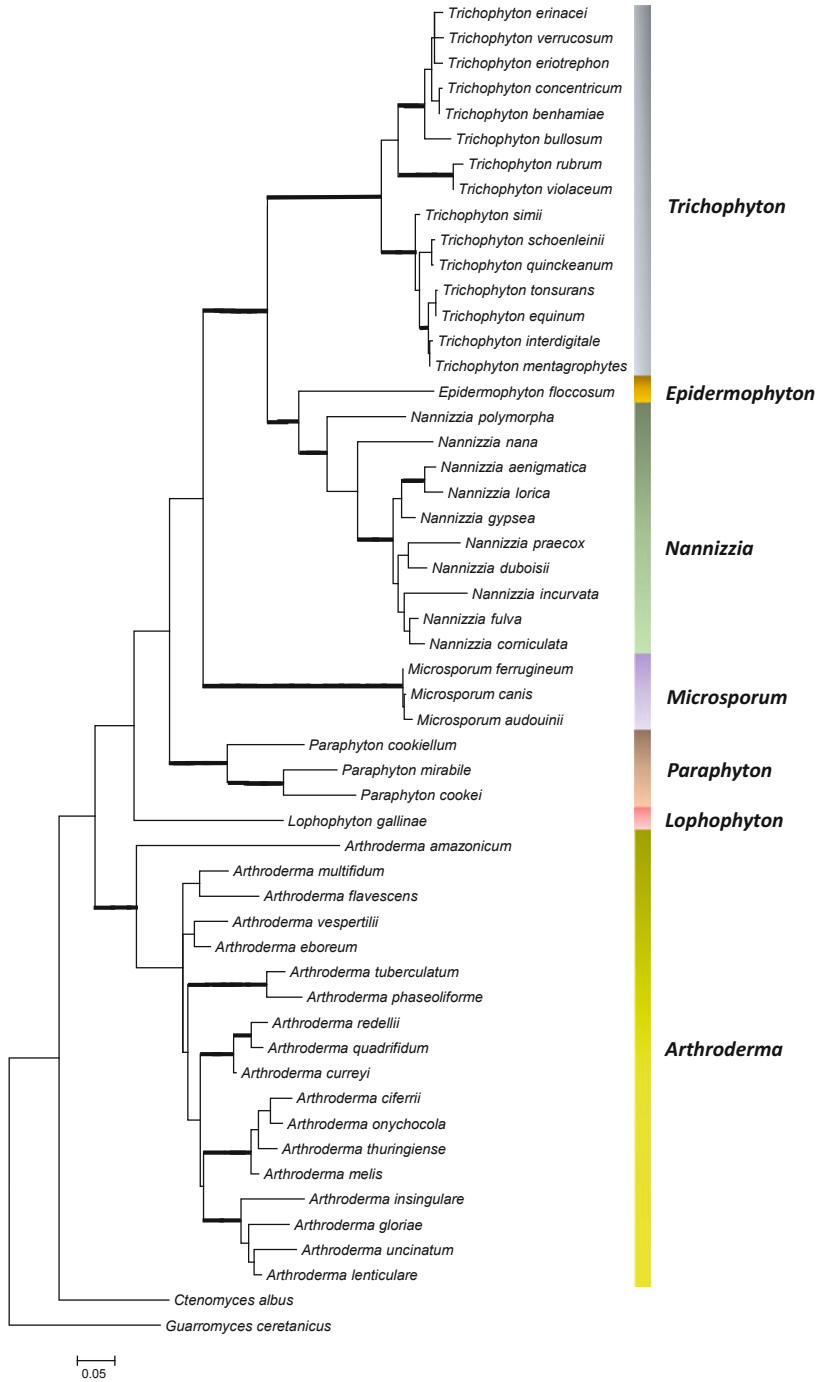 Trichophyton erinacei
Trichophyton verrucosum
Trichophyton eriotrephon
Trichophyton concentricum
Trichophyton benhamiae
Trichophyton bullosum
Trichophyton rubrum
Trichophyton violaceum
Trichophyton
Trichophyton simii
Trichophyton schoenleinii
Trichophyton quinckeanum
Trichophyton tonsurans
Trichophyton equinum
Trichophyton interdigitale
Trichophyton mentagrophytes
Epidermophyton floccosum
Epidermophyton
Nannizzia polymorpha
Nannizzia nana
Nannizzia aenigmatica
Nannizzia lorica
Nannizzia gypsea
Nannizzia praecox
Nannizzia
Nannizzia duboisii
Nannizzia incurvata
Nannizzia fulva
Nannizzia corniculata
Microsporum ferrugineum
Microsporum canis
Microsporum
Microsporum audouinii
Paraphyton cookiellum
Paraphyton mirabile
Paraphyton
Paraphyton cookei
Lophophyton gallinae
Lophophyton
Arthroderma amazonicum
Arthroderma multifidum
Arthroderma flavescens
Arthroderma vespertilii
Arthroderma eboreum
Arthroderma tuberculatum
Arthroderma phaseoliforme
Arthroderma redellii
Arthroderma quadrifidum
Arthroderma
Arthroderma curreyi
Arthroderma ciferrii
Arthroderma onychocola
Arthroderma thuringiense
Arthroderma melis
Arthroderma insingulare
Arthroderma gloriae
Arthroderma uncinatum
Arthroderma lenticulare
Ctenomyces albus
Guarromyces ceretanicus
0.05